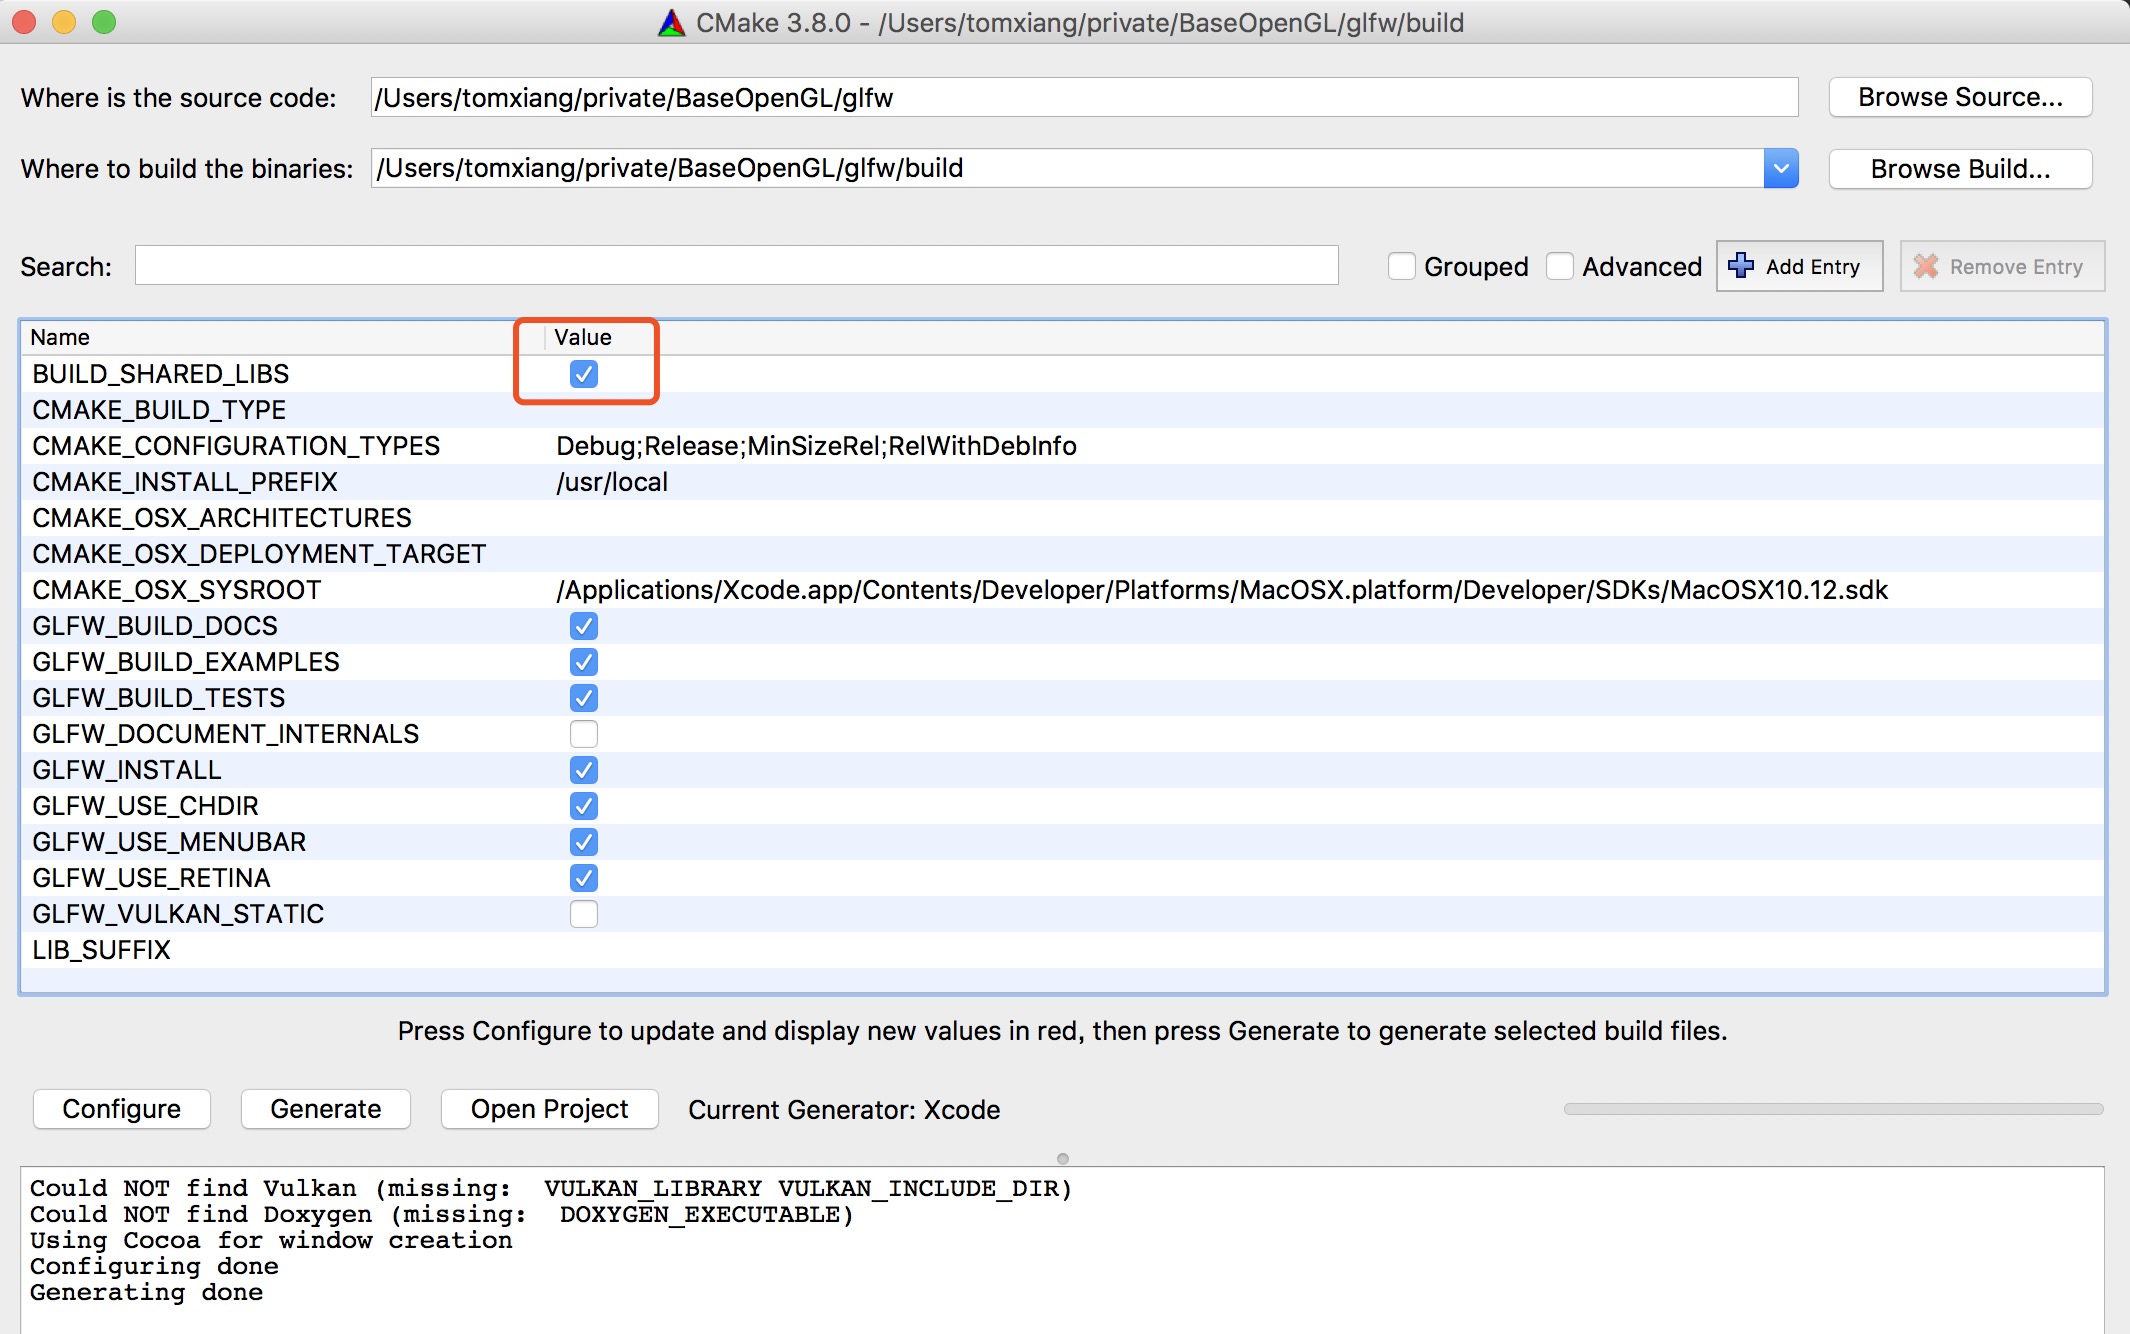 CMake 3.8.0 - /Users/tomxiang/private/BaseOpenGL/glfw/build
Where is the source code: /Users/tomxiang/private/BaseOpenGL/glfw Browse Source...
Where to build the binaries: /Users/tomxiang/private/BaseOpenGL/glfw/build Browse Build...
Search: Grouped Advanced Add Entry Remove Entry
Name Value
BUILD_SHARED_LIBS
CMAKE_BUILD_TYPE
CMAKE_CONFIGURATION_TYPES Debug;Release;MinSizeRel;RelWithDebInfo
CMAKE_INSTALL_PREFIX /usr/local
CMAKE_OSX_ARCHITECTURES
CMAKE_OSX_DEPLOYMENT_TARGET
CMAKE_OSX_SYSROOT /Applications/Xcode.app/Contents/Developer/Platforms/MacOSX.platform/Developer/SDKs/MacOSX10.12.sdk
GLFW_BUILD_DOCS
GLFW_BUILD_EXAMPLES
GLFW_BUILD_TESTS
GLFW_DOCUMENT_INTERNALS
GLFW_INSTALL
GLFW_USE_CHDIR
GLFW_USE_MENUBAR
GLFW_USE_RETINA
GLFW_VULKAN_STATIC
LIB_SUFFIX
Press Configure to update and display new values in red, then press Generate to generate selected build files.
Configure Generate Open Project Current Generator: Xcode
Could NOT find Vulkan (missing:  VULKAN_LIBRARY VULKAN_INCLUDE_DIR)
Could NOT find Doxygen (missing:  DOXYGEN_EXECUTABLE)
Using Cocoa for window creation
Configuring done
Generating done